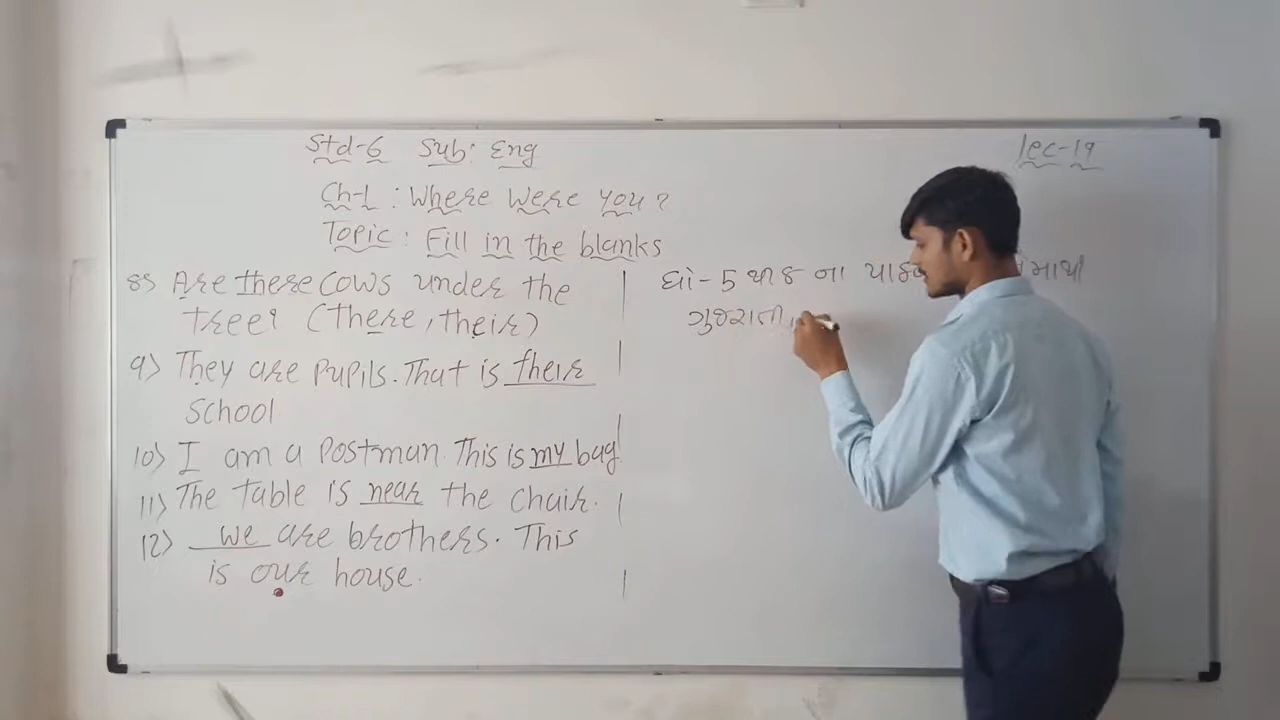 Std-6 Sub: Eng
lec-19
Ch-1 : Where were you?
Topic : Fill in the blanks
8) Are there cows under the
tree? (there, their)
9) They are pupils. That is their
School
10) I am a postman. This is my bag
11) The table is near the chair.
12) we are brothers. This
is our house.
ધો- 5 થી ૪ ના
ગુજરાતી,